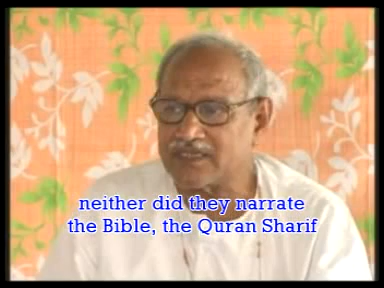 neither did they narrate
the Bible, the Quran Sharif